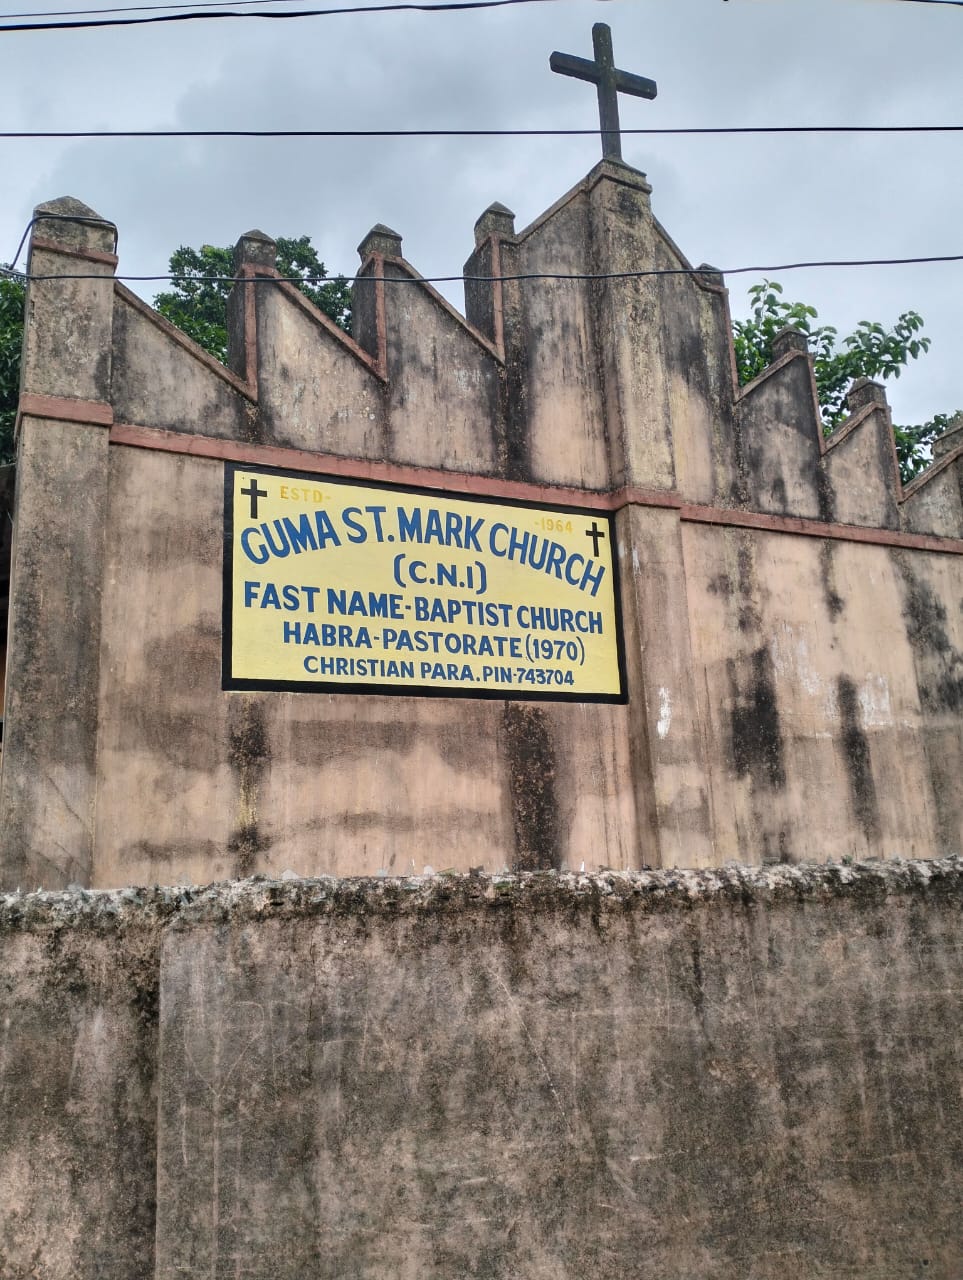 ESTD- -1964
GUMA ST. MARK CHURCH
(C.N.I)
FAST NAME-BAPTIST CHURCH
HABRA-PASTORATE (1970)
CHRISTIAN PARA. PIN-743704